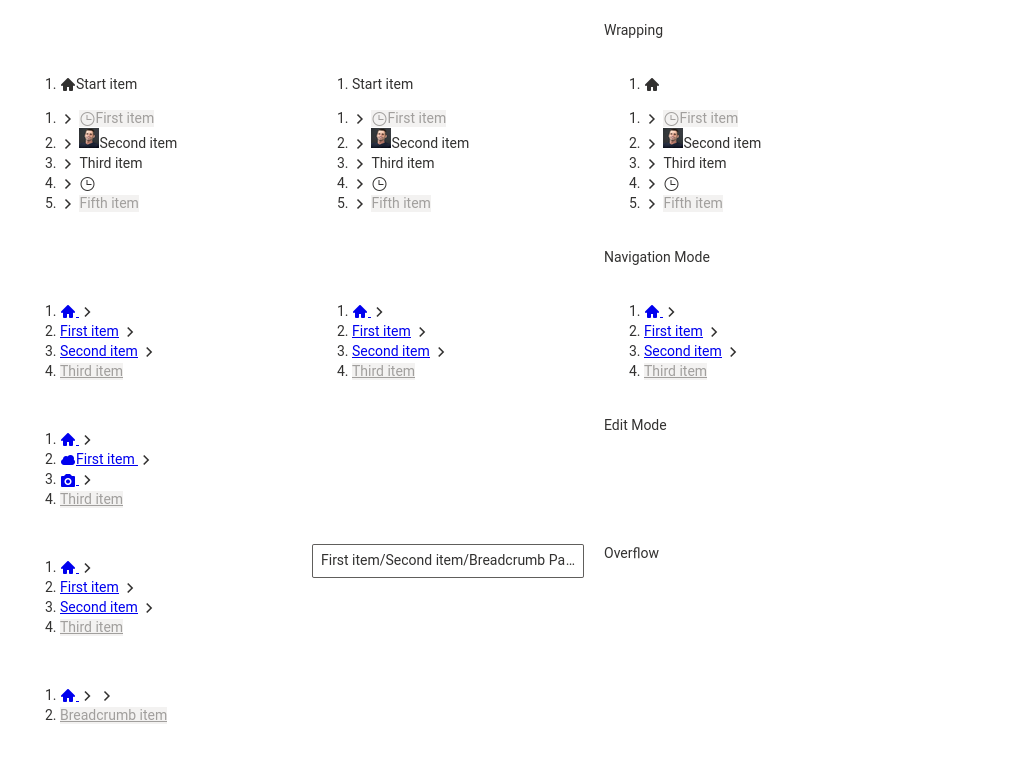 Wrapping
1. Start item
1. First item
2. Second item
3. Third item
4.
5. Fifth item
1. Start item
1. First item
2. Second item
3. Third item
4.
5. Fifth item
1.
1. First item
2. Second item
3. Third item
4.
5. Fifth item
Navigation Mode
1.
2. First item
3. Second item
4. Third item
1.
2. First item
3. Second item
4. Third item
1.
2. First item
3. Second item
4. Third item
Edit Mode
1.
2. First item
3.
4. Third item
Overflow
1.
2. First item
3. Second item
4. Third item
First item/Second item/Breadcrumb Pa...
1.
2. Breadcrumb item